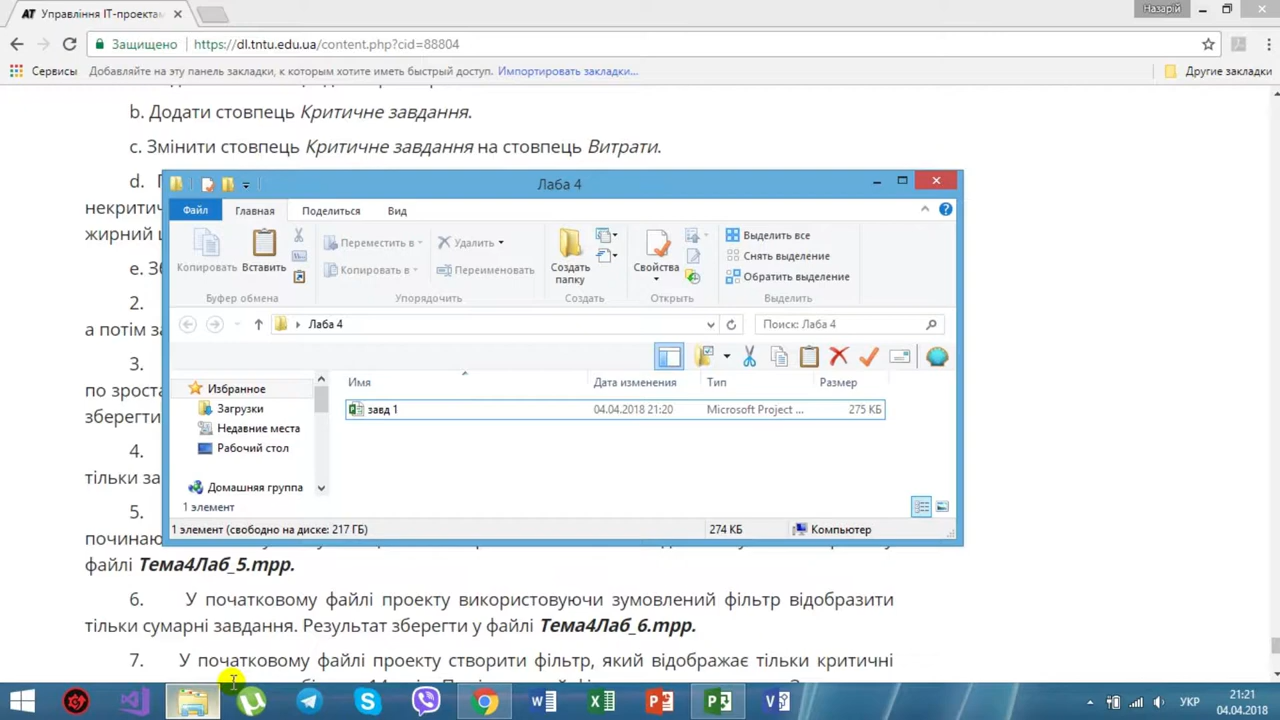 Управління ІТ-проектам
Назарій
Защищено
https://dl.tntu.edu.ua/content.php?cid=88804
Сервисы
Добавляйте на эту панель закладки, к которым хотите иметь быстрый доступ.
Импортировать закладки...
Другие закладки
b. Додати стовпець Критичне завдання.
c. Змінити стовпець Критичне завдання на стовпець Витрати.
d.
некритич
жирний
e. Зб
2.
а потім за
3.
по зроста
зберегти
4.
тільки за
5.
починаю
файлі Тема4Лаб_5.mpp.
6. У початковому файлі проекту використовуючи зумовлений фільтр відобразити
тільки сумарні завдання. Результат зберегти у файлі Тема4Лаб_6.mpp.
7. У початковому файлі проекту створити фільтр, який відображає тільки критичні
Лаба 4
Файл
Главная
Поделиться
Вид
Копировать
Вставить
Переместить в
Копировать в
Удалить
Переименовать
Создать
папку
Свойства
Выделить все
Снять выделение
Обратить выделение
Буфер обмена
Упорядочить
Создать
Открыть
Выделить
Лаба 4
Поиск: Лаба 4
Имя
Дата изменения
Тип
Размер
завд 1
04.04.2018 21:20
Microsoft Project ...
275 КБ
Избранное
Загрузки
Недавние места
Рабочий стол
Домашняя группа
1 элемент
1 элемент (свободно на диске: 217 ГБ)
274 КБ
Компьютер
УКР
21:21
04.04.2018